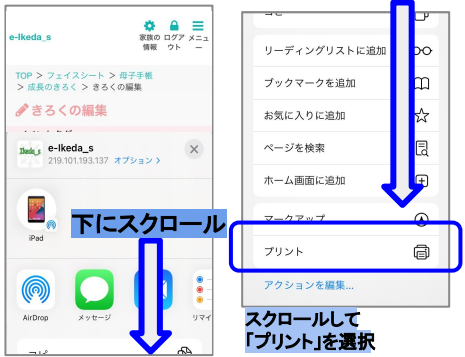 e-Ikeda_s
家族の 情報
ログア ウト
メニュ ー
TOP > フェイスシート > 母子手帳
> 成長のきろく > きろくの編集
きろくの編集
Ikeda_s
e-Ikeda_s
219.101.193.137 オプション >
iPad
下にスクロール
AirDrop
メッセージ
リマイ
コピー
コピー
リーディングリストに追加
ブックマークを追加
お気に入りに追加
ページを検索
ホーム画面に追加
マークアップ
プリント
アクションを編集...
スクロールして
「プリント」を選択